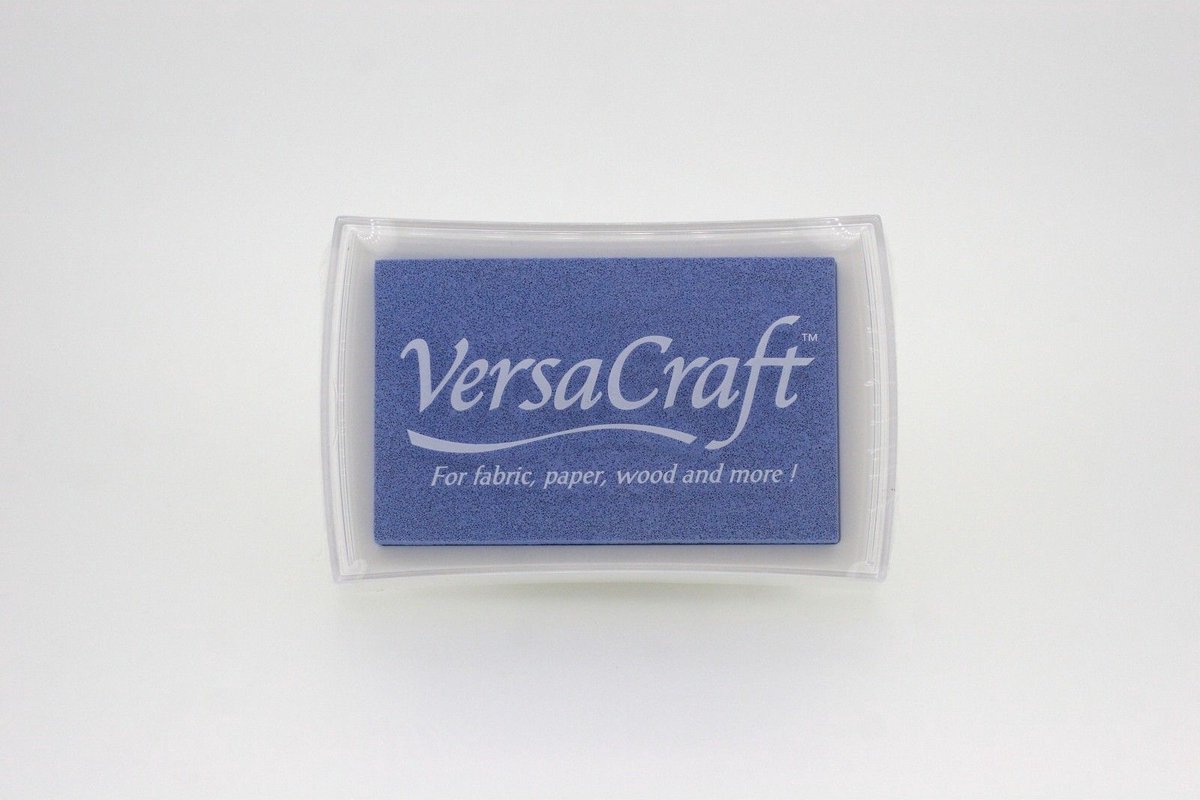 VersaCraft™
For fabric, paper, wood and more !